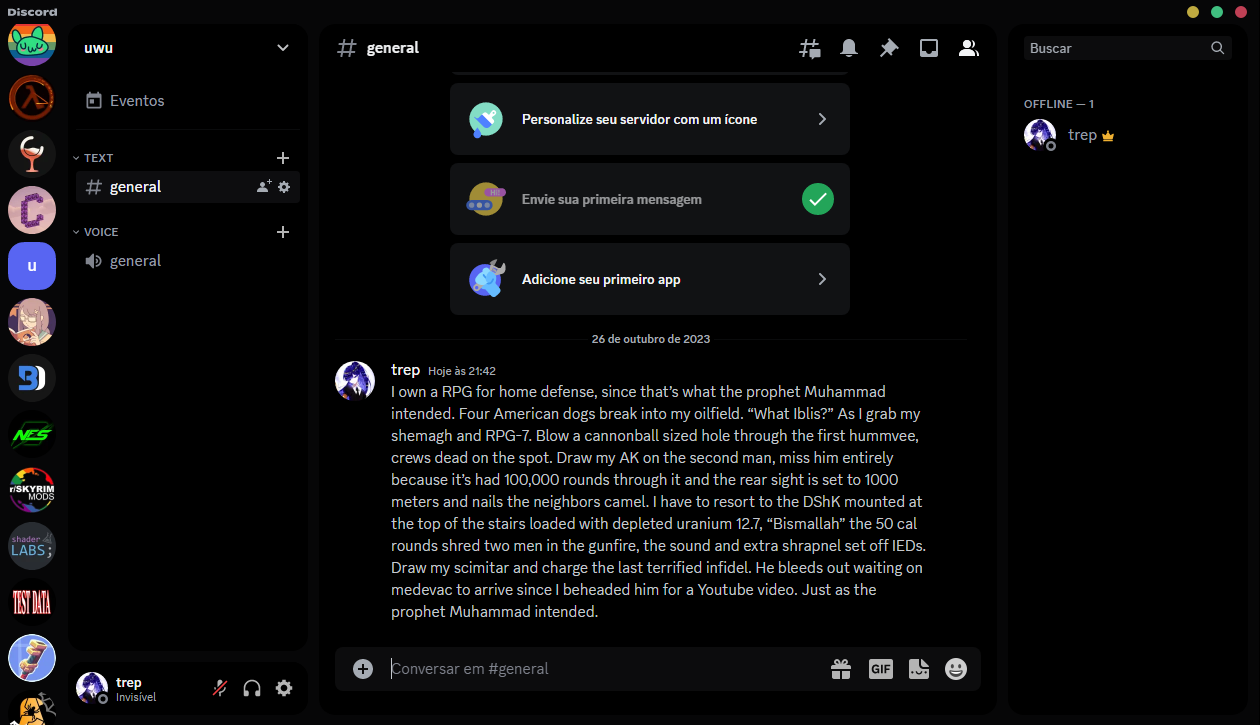 Discord
uwu
Eventos
TEXT
general
VOICE
general
u
NES
r/SKYRIM
MODS
shader
LABS;
TEST DATA
trep
Invisível
general
Personalize seu servidor com um ícone
Hi!
Envie sua primeira mensagem
Adicione seu primeiro app
26 de outubro de 2023
trep Hoje às 21:42
I own a RPG for home defense, since that’s what the prophet Muhammad
intended. Four American dogs break into my oilfield. “What Iblis?” As I grab my
shemagh and RPG-7. Blow a cannonball sized hole through the first hummvee,
crews dead on the spot. Draw my AK on the second man, miss him entirely
because it’s had 100,000 rounds through it and the rear sight is set to 1000
meters and nails the neighbors camel. I have to resort to the DShK mounted at
the top of the stairs loaded with depleted uranium 12.7, “Bismallah” the 50 cal
rounds shred two men in the gunfire, the sound and extra shrapnel set off IEDs.
Draw my scimitar and charge the last terrified infidel. He bleeds out waiting on
medevac to arrive since I beheaded him for a Youtube video. Just as the
prophet Muhammad intended.
Conversar em #general
GIF
Buscar
OFFLINE — 1
trep